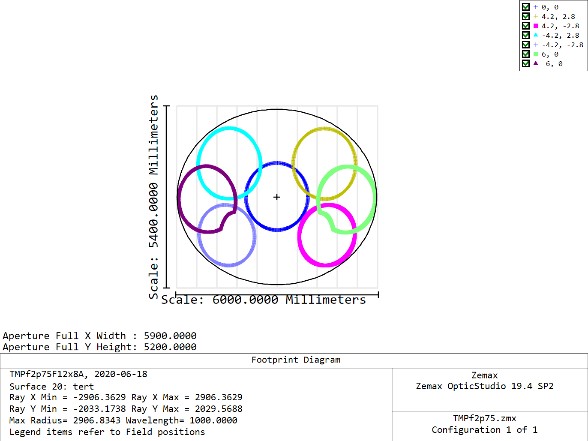 0, 0
4.2, 2.8
4.2, -2.8
-4.2, 2.8
-4.2, -2.8
6, 0
6, 0
Scale: 5400.0000 Millimeters
Scale: 6000.0000 Millimeters
Aperture Full X Width : 5900.0000
Aperture Full Y Height: 5200.0000
Footprint Diagram
TMPf2p75F12x8A, 2020-06-18
Surface 20: tert
Ray X Min = -2906.3629 Ray X Max = 2906.3629
Ray Y Min = -2033.1738 Ray Y Max = 2029.5688
Max Radius= 2906.8343 Wavelength= 1000.0000
Legend items refer to Field positions
Zemax
Zemax OpticStudio 19.4 SP2
TMPf2p75.zmx
Configuration 1 of 1